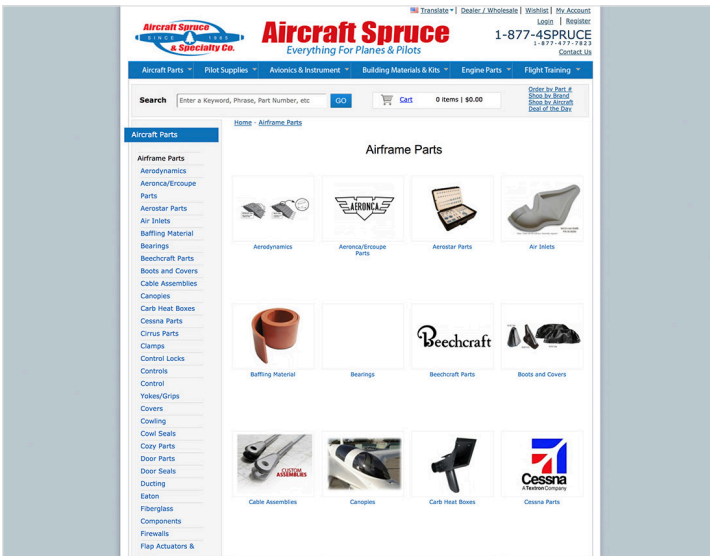 Translate | Dealer / Wholesale | Wishlist | My Account
Login | Register
Aircraft Spruce
SINCE 1965
& Specialty Co.
Aircraft Spruce
Everything For Planes & Pilots
1-877-4SPRUCE
1-877-477-7823
Contact Us
Aircraft Parts Pilot Supplies Avionics & Instrument Building Materials & Kits Engine Parts Flight Training
Search Enter a Keyword, Phrase, Part Number, etc GO Cart 0 items | $0.00
Order by Part #
Shop by Brand
Shop by Aircraft
Deal of the Day
Home - Airframe Parts
Aircraft Parts
Airframe Parts
Aerodynamics
Aeronca/Ercoupe
Parts
Aerostar Parts
Air Inlets
Baffling Material
Bearings
Beechcraft Parts
Boots and Covers
Cable Assemblies
Canopies
Carb Heat Boxes
Cessna Parts
Cirrus Parts
Clamps
Control Locks
Controls
Control
Yokes/Grips
Covers
Cowling
Cowl Seals
Cozy Parts
Door Parts
Door Seals
Ducting
Eaton
Fiberglass
Components
Firewalls
Flap Actuators &
Airframe Parts
AERONCA
Aerodynamics
Aeronca/Ercoupe
Parts
Aerostar Parts
Air Inlets
Beechcraft
Baffling Material
Bearings
Beechcraft Parts
Boots and Covers
CUSTOM
ASSEMBLIES
Cessna
A Textron Company
Cable Assemblies
Canopies
Carb Heat Boxes
Cessna Parts